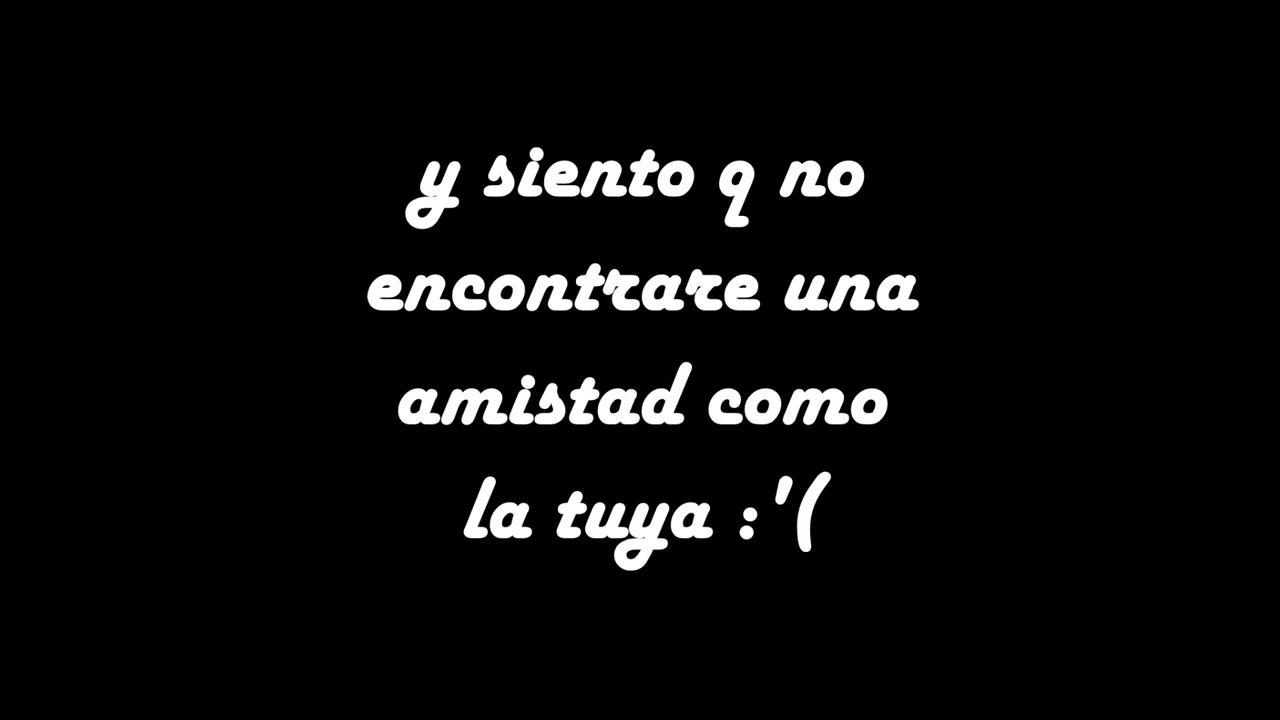 y siento q no
encontrare una
amistad como
la tuya :'(